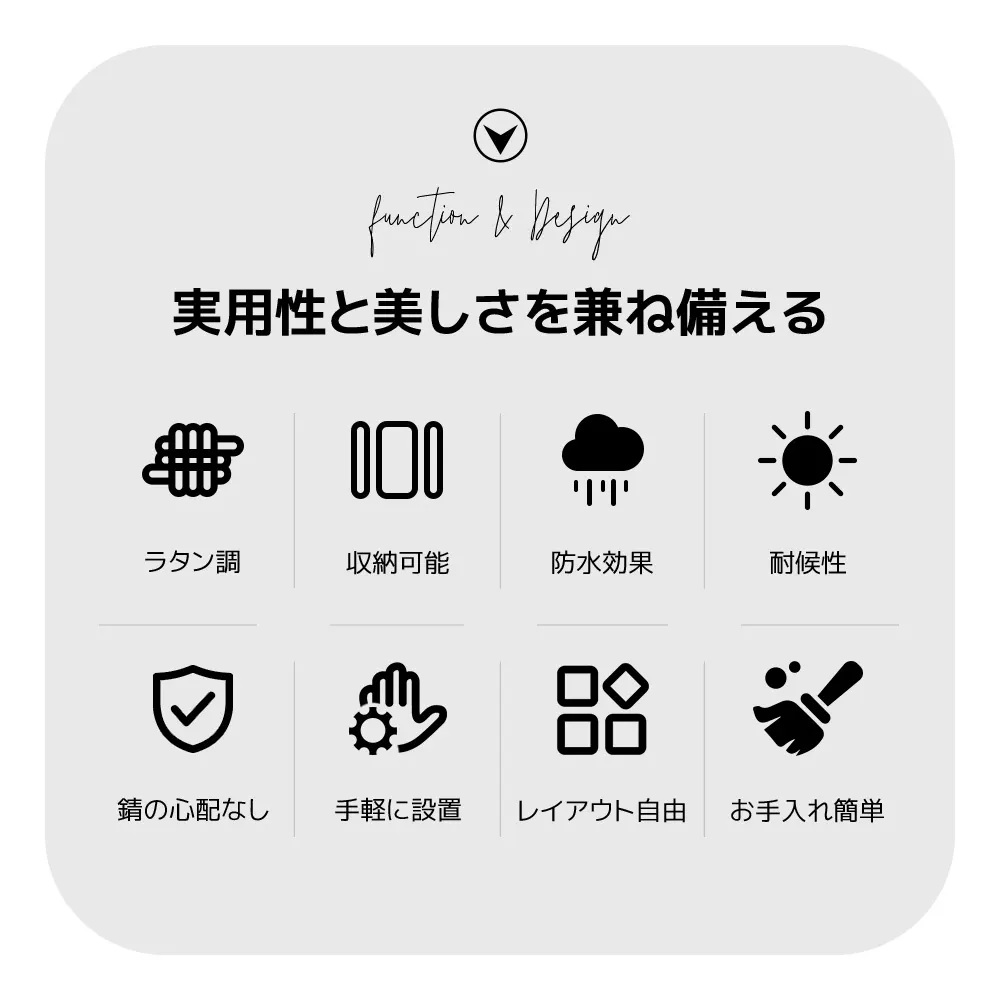 function & Design
実用性と美しさを兼ね備える
ラタン調
収納可能
防水効果
耐候性
錆の心配なし
手軽に設置
レイアウト自由
お手入れ簡単